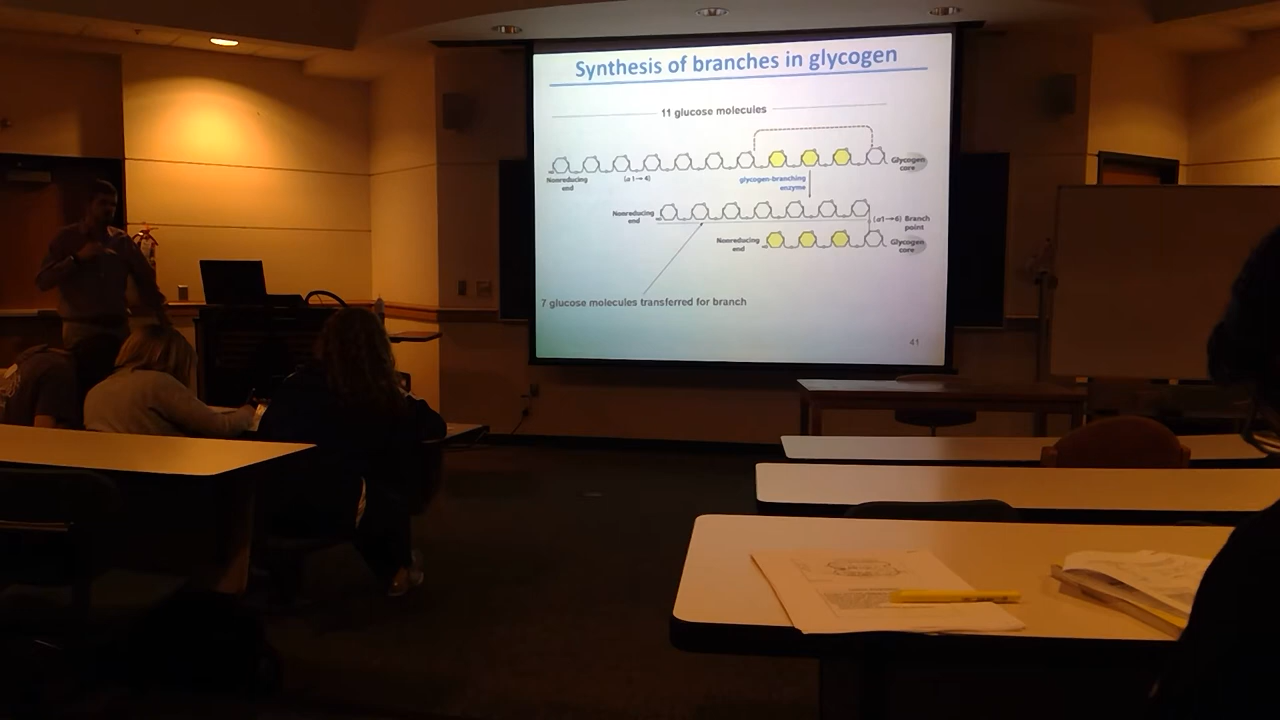 Synthesis of branches in glycogen
11 glucose molecules
Nonreducing
end
(α1→4)
glycogen-branching
enzyme
Glycogen
core
Nonreducing
end
(α1→6) Branch
point
Nonreducing
end
Glycogen
core
7 glucose molecules transferred for branch
41